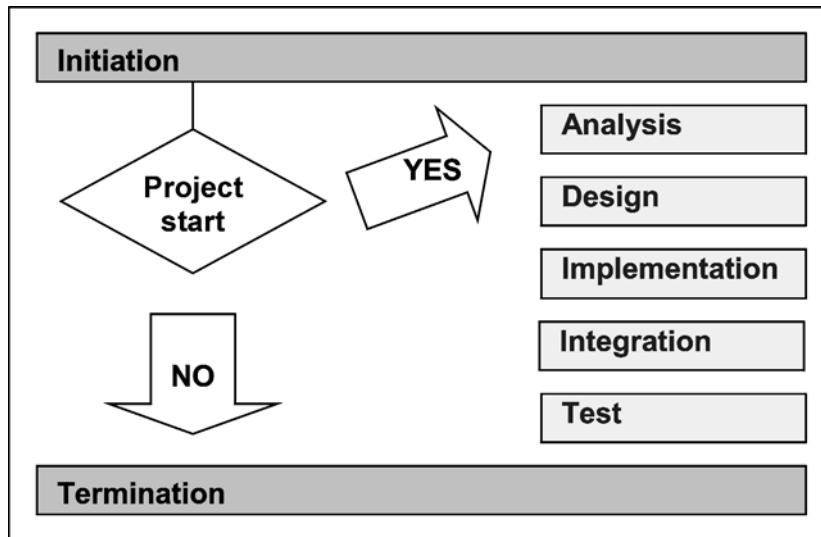 Initiation
Project
start
YES
NO
Analysis
Design
Implementation
Integration
Test
Termination